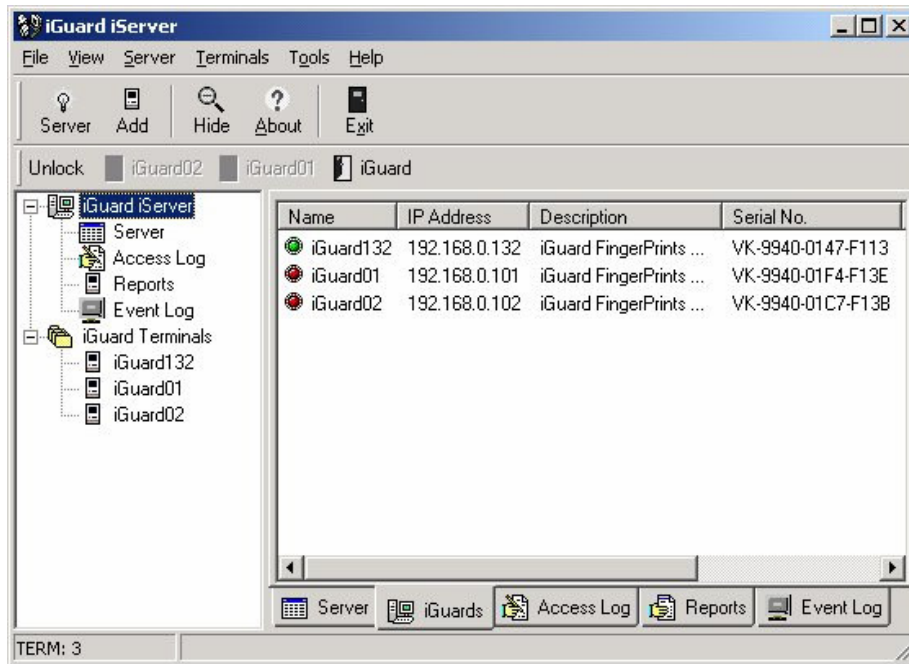 iGuard iServer
File View Server Terminals Tools Help
Server Add Hide About Exit
Unlock iGuard02 iGuard01 iGuard
iGuard iServer
Server
Access Log
Reports
Event Log
iGuard Terminals
iGuard132
iGuard01
iGuard02
Name IP Address Description Serial No.
iGuard132 192.168.0.132 iGuard FingerPrints ... VK-9940-0147-F113
iGuard01 192.168.0.101 iGuard FingerPrints ... VK-9940-01F4-F13E
iGuard02 192.168.0.102 iGuard FingerPrints ... VK-9940-01C7-F13B
Server iGuards Access Log Reports Event Log
TERM: 3